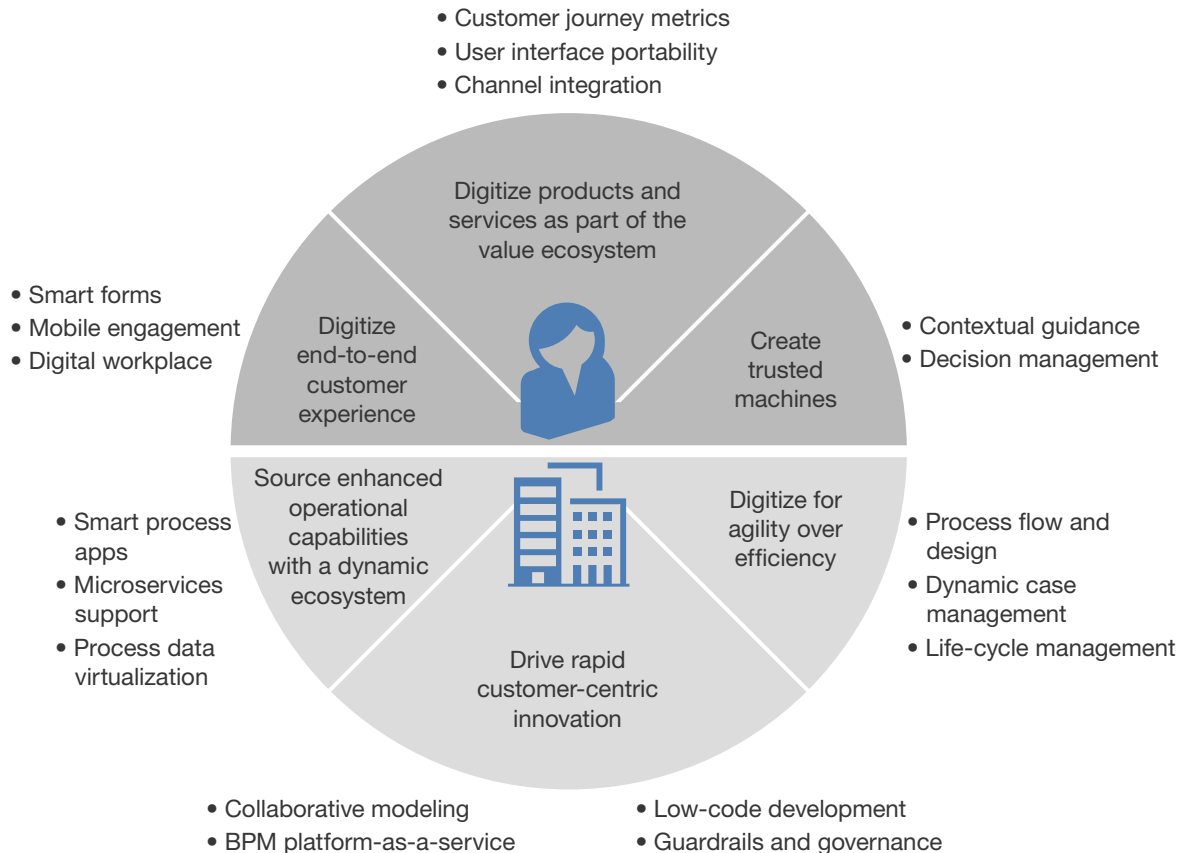 • Customer journey metrics
• User interface portability
• Channel integration
Digitize products and
services as part of the
value ecosystem
• Smart forms
• Mobile engagement
• Digital workplace
Digitize
end-to-end
customer
experience
Create
trusted
machines
• Contextual guidance
• Decision management
• Smart process
apps
• Microservices
support
• Process data
virtualization
Source enhanced
operational
capabilities
with a dynamic
ecosystem
Digitize for
agility over
efficiency
• Process flow and
design
• Dynamic case
management
• Life-cycle management
Drive rapid
customer-centric
innovation
• Collaborative modeling
• BPM platform-as-a-service
• Low-code development
• Guardrails and governance